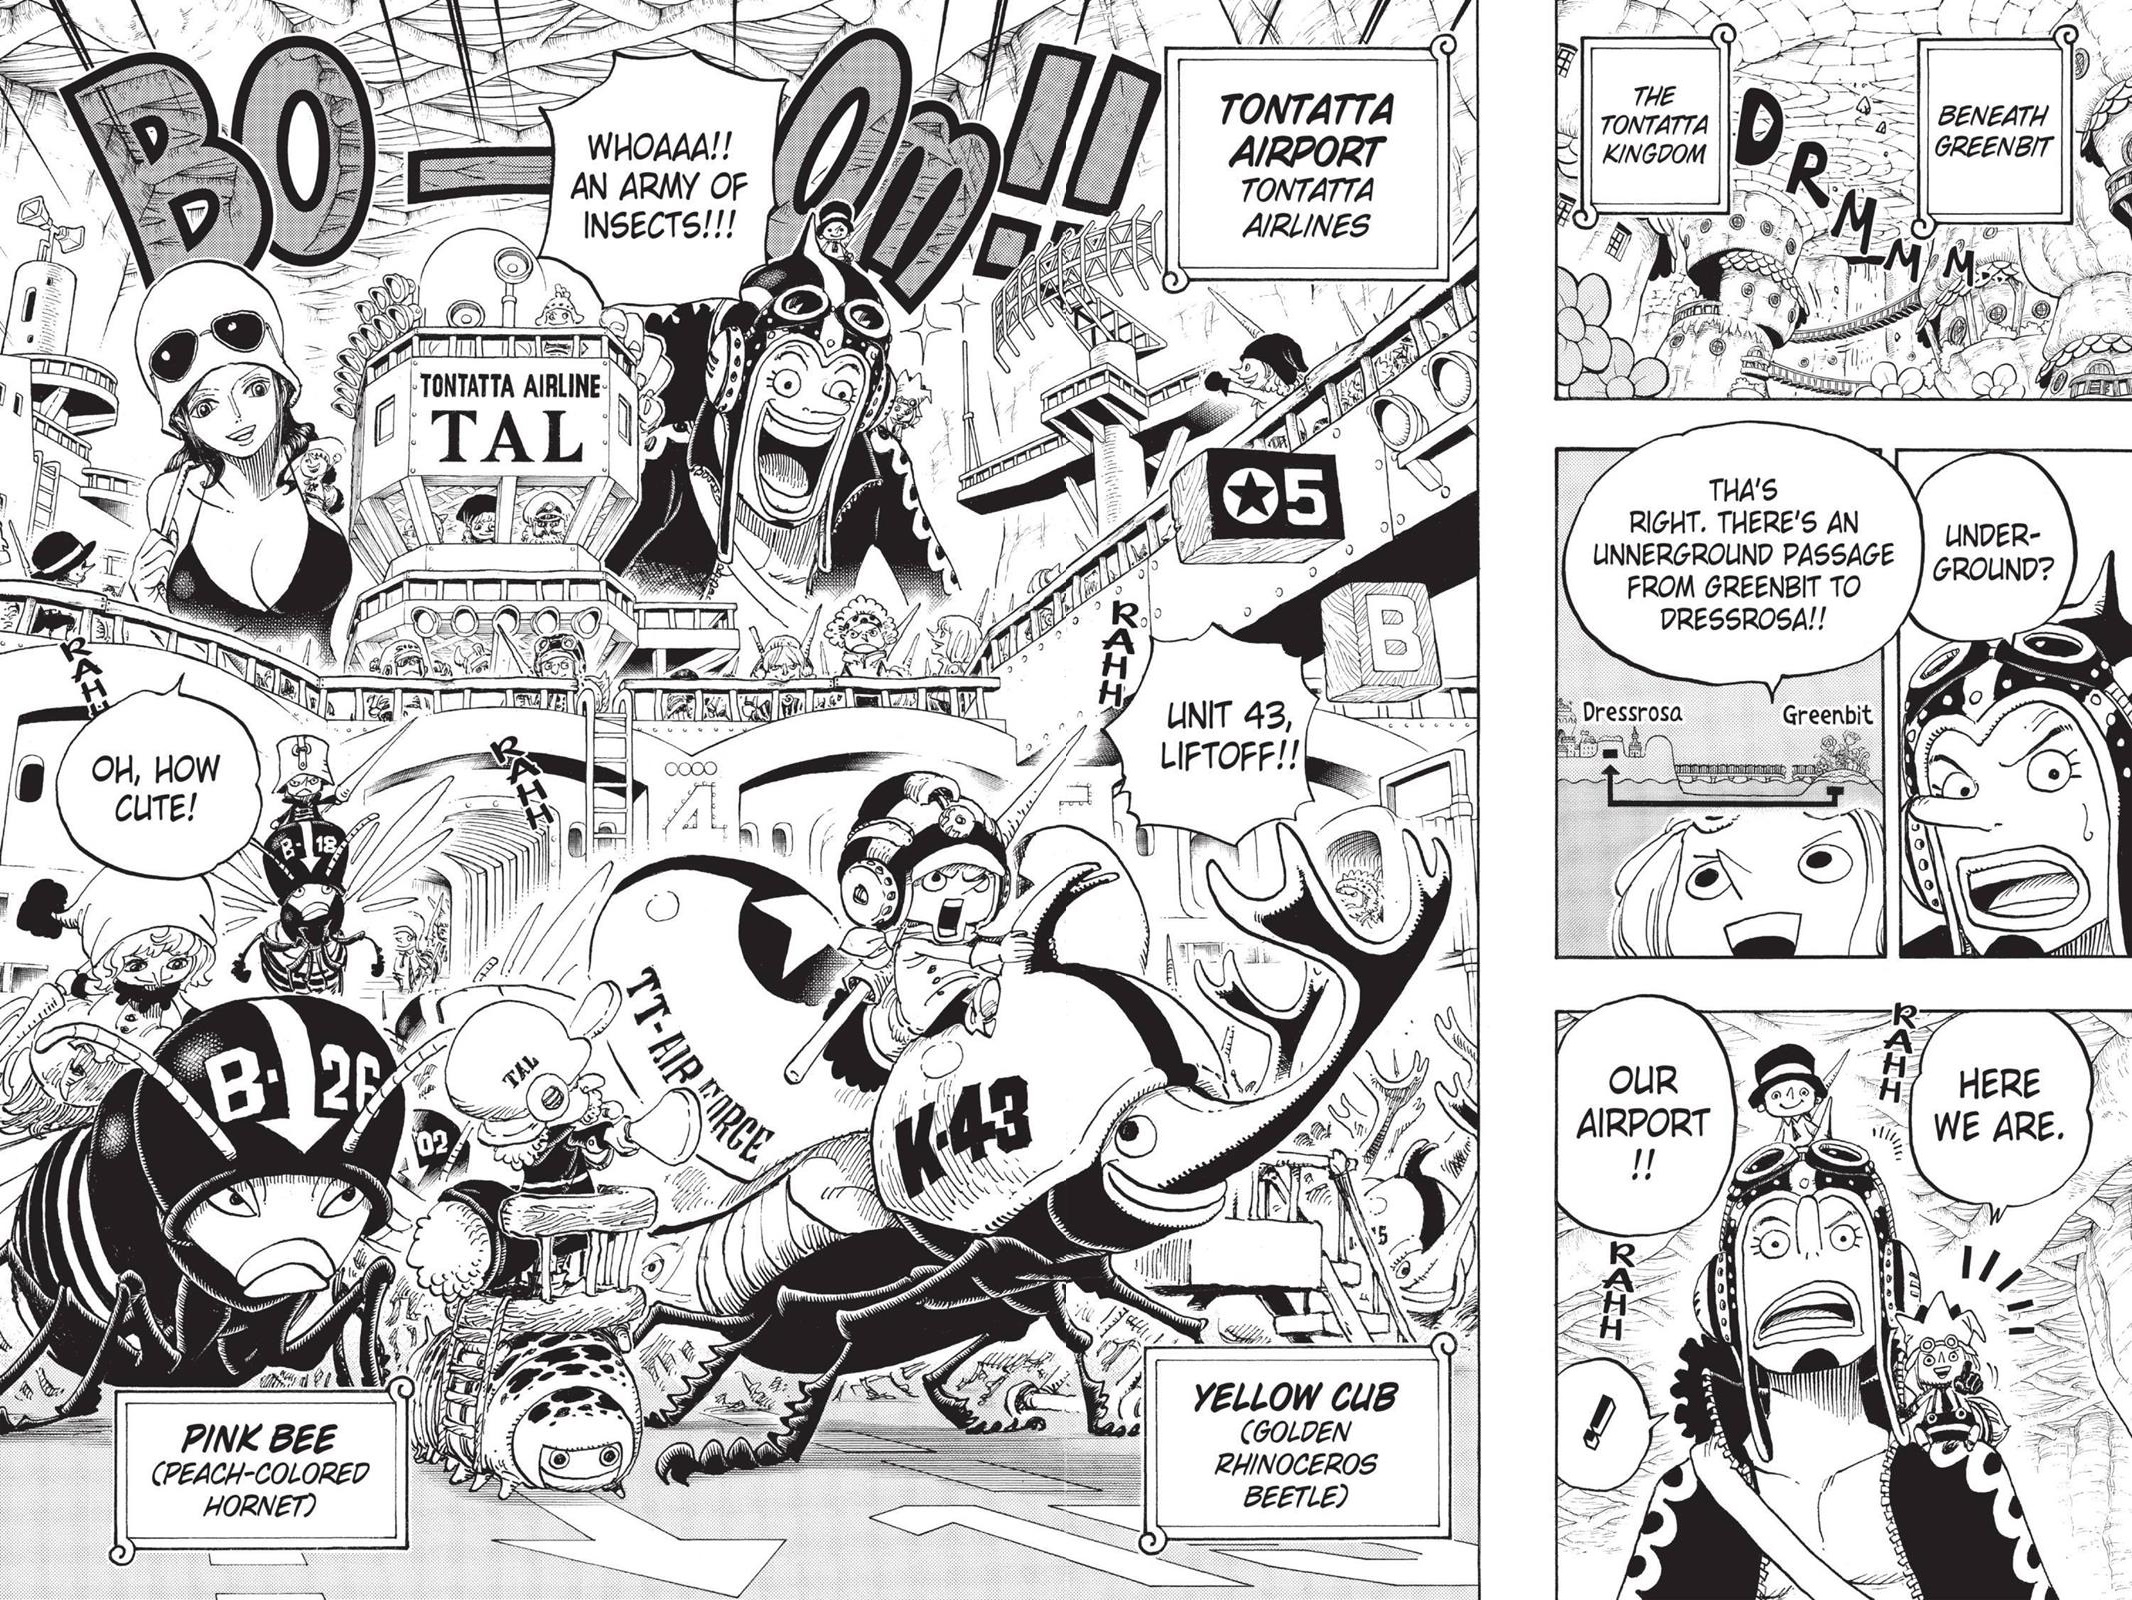 BENEATH
GREENBIT
THE
TONTATTA
KINGDOM
DRMMM...
UNDER-
GROUND?
THA'S
RIGHT. THERE'S AN
UNNERGROUND PASSAGE
FROM GREENBIT TO
DRESSROSA!!
Dressrosa
Greenbit
RAHH
HERE
WE ARE.
OUR
AIRPORT
!!
RAHH
!
TONTATTA
AIRPORT
TONTATTA
AIRLINES
BO—OM!!
WHOAAA!!
AN ARMY OF
INSECTS!!!
TONTATTA AIRLINE
TAL
★5
B
RAHH
UNIT 43,
LIFTOFF!!
RAHH
RAHH
OH, HOW
CUTE!
4
B-↓18
TT-AIR FORCE
B-↓26
TAL
02
K-43
YELLOW CUB
(GOLDEN
RHINOCEROS
BEETLE)
PINK BEE
(PEACH-COLORED
HORNET)